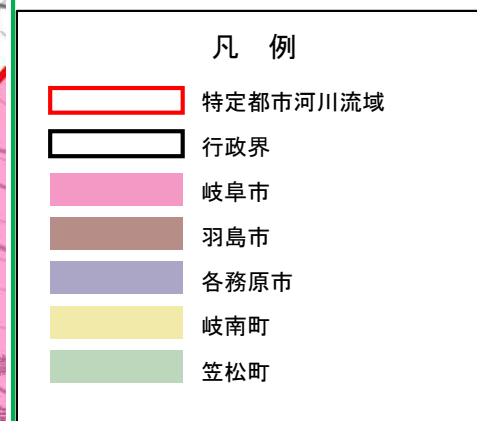 凡 例
特定都市河川流域
行政界
岐阜市
羽島市
各務原市
岐南町
笠松町